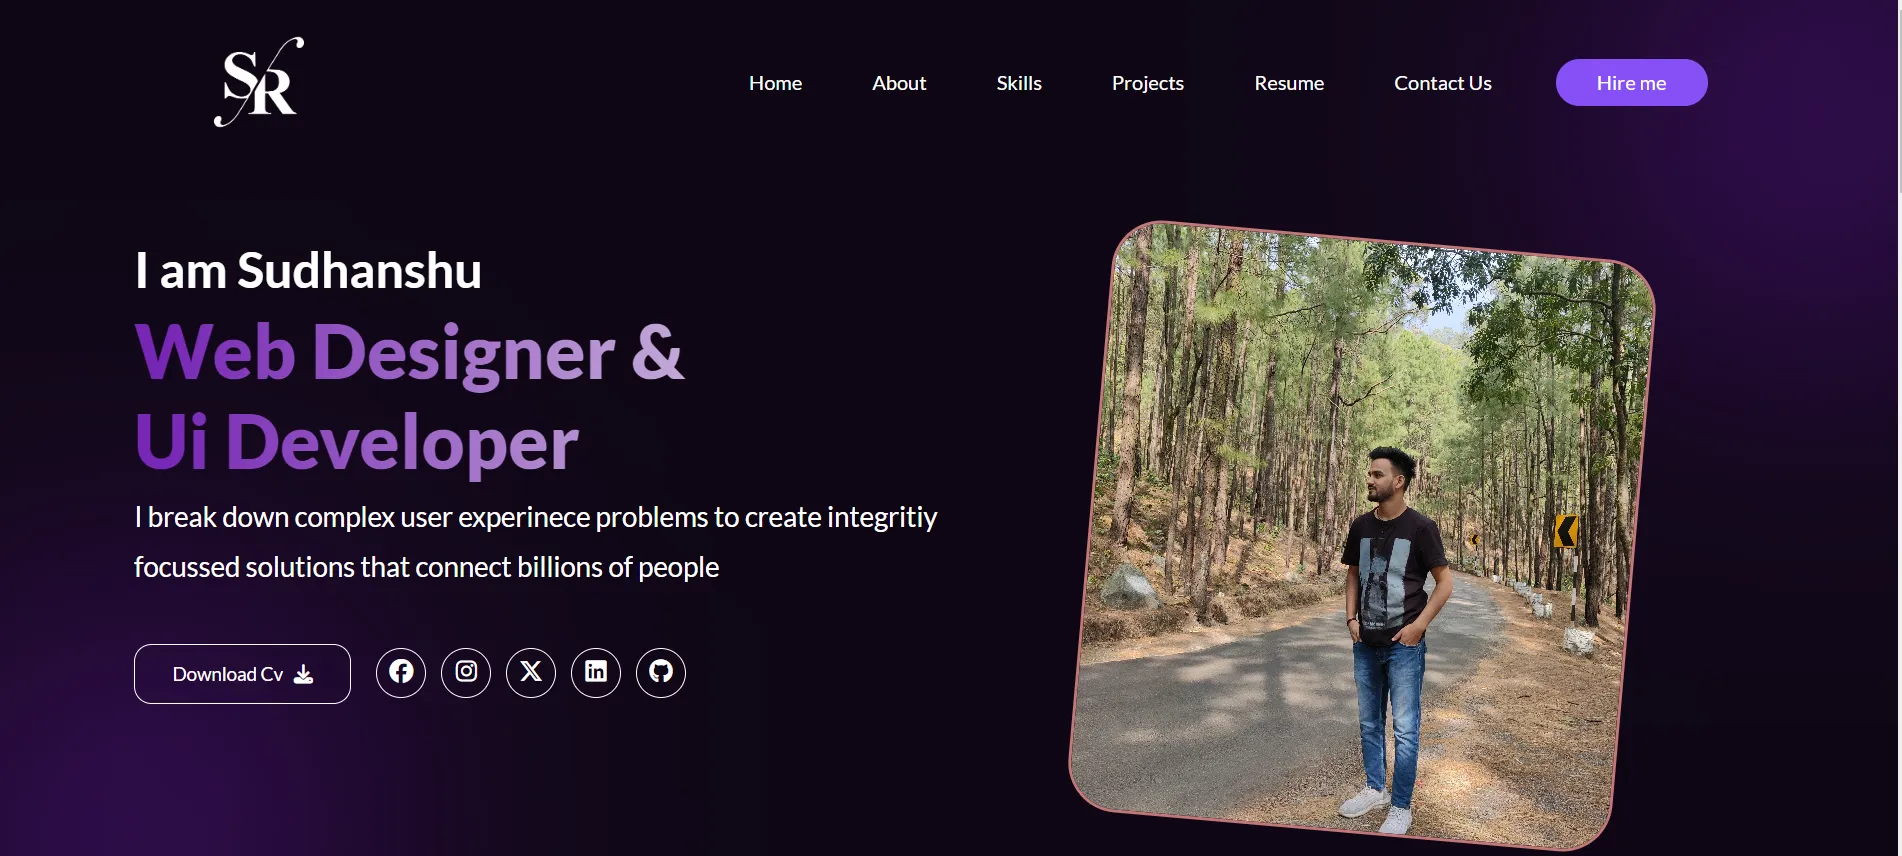 SR
Home About Skills Projects Resume Contact Us Hire me
I am Sudhanshu
Web Designer &
Ui Developer
I break down complex user experinece problems to create integritiy
focussed solutions that connect billions of people
Download Cv